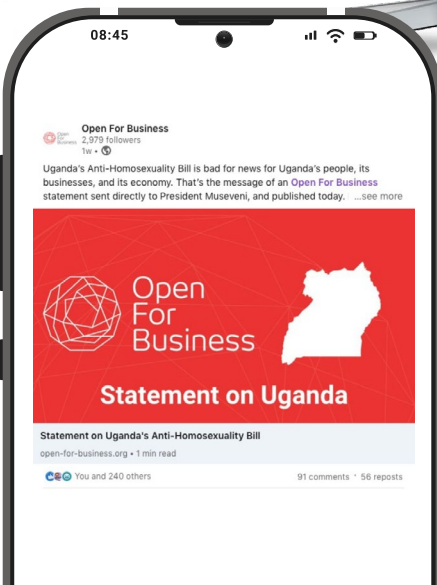 08:45
Open For Business
2,979 followers
1w •
Uganda's Anti-Homosexuality Bill is bad for news for Uganda's people, its
businesses, and its economy. That's the message of an Open For Business
statement sent directly to President Museveni, and published today. ...see more
Open
For
Business
Statement on Uganda
Statement on Uganda's Anti-Homosexuality Bill
open-for-business.org • 1 min read
You and 240 others
91 comments • 56 reposts